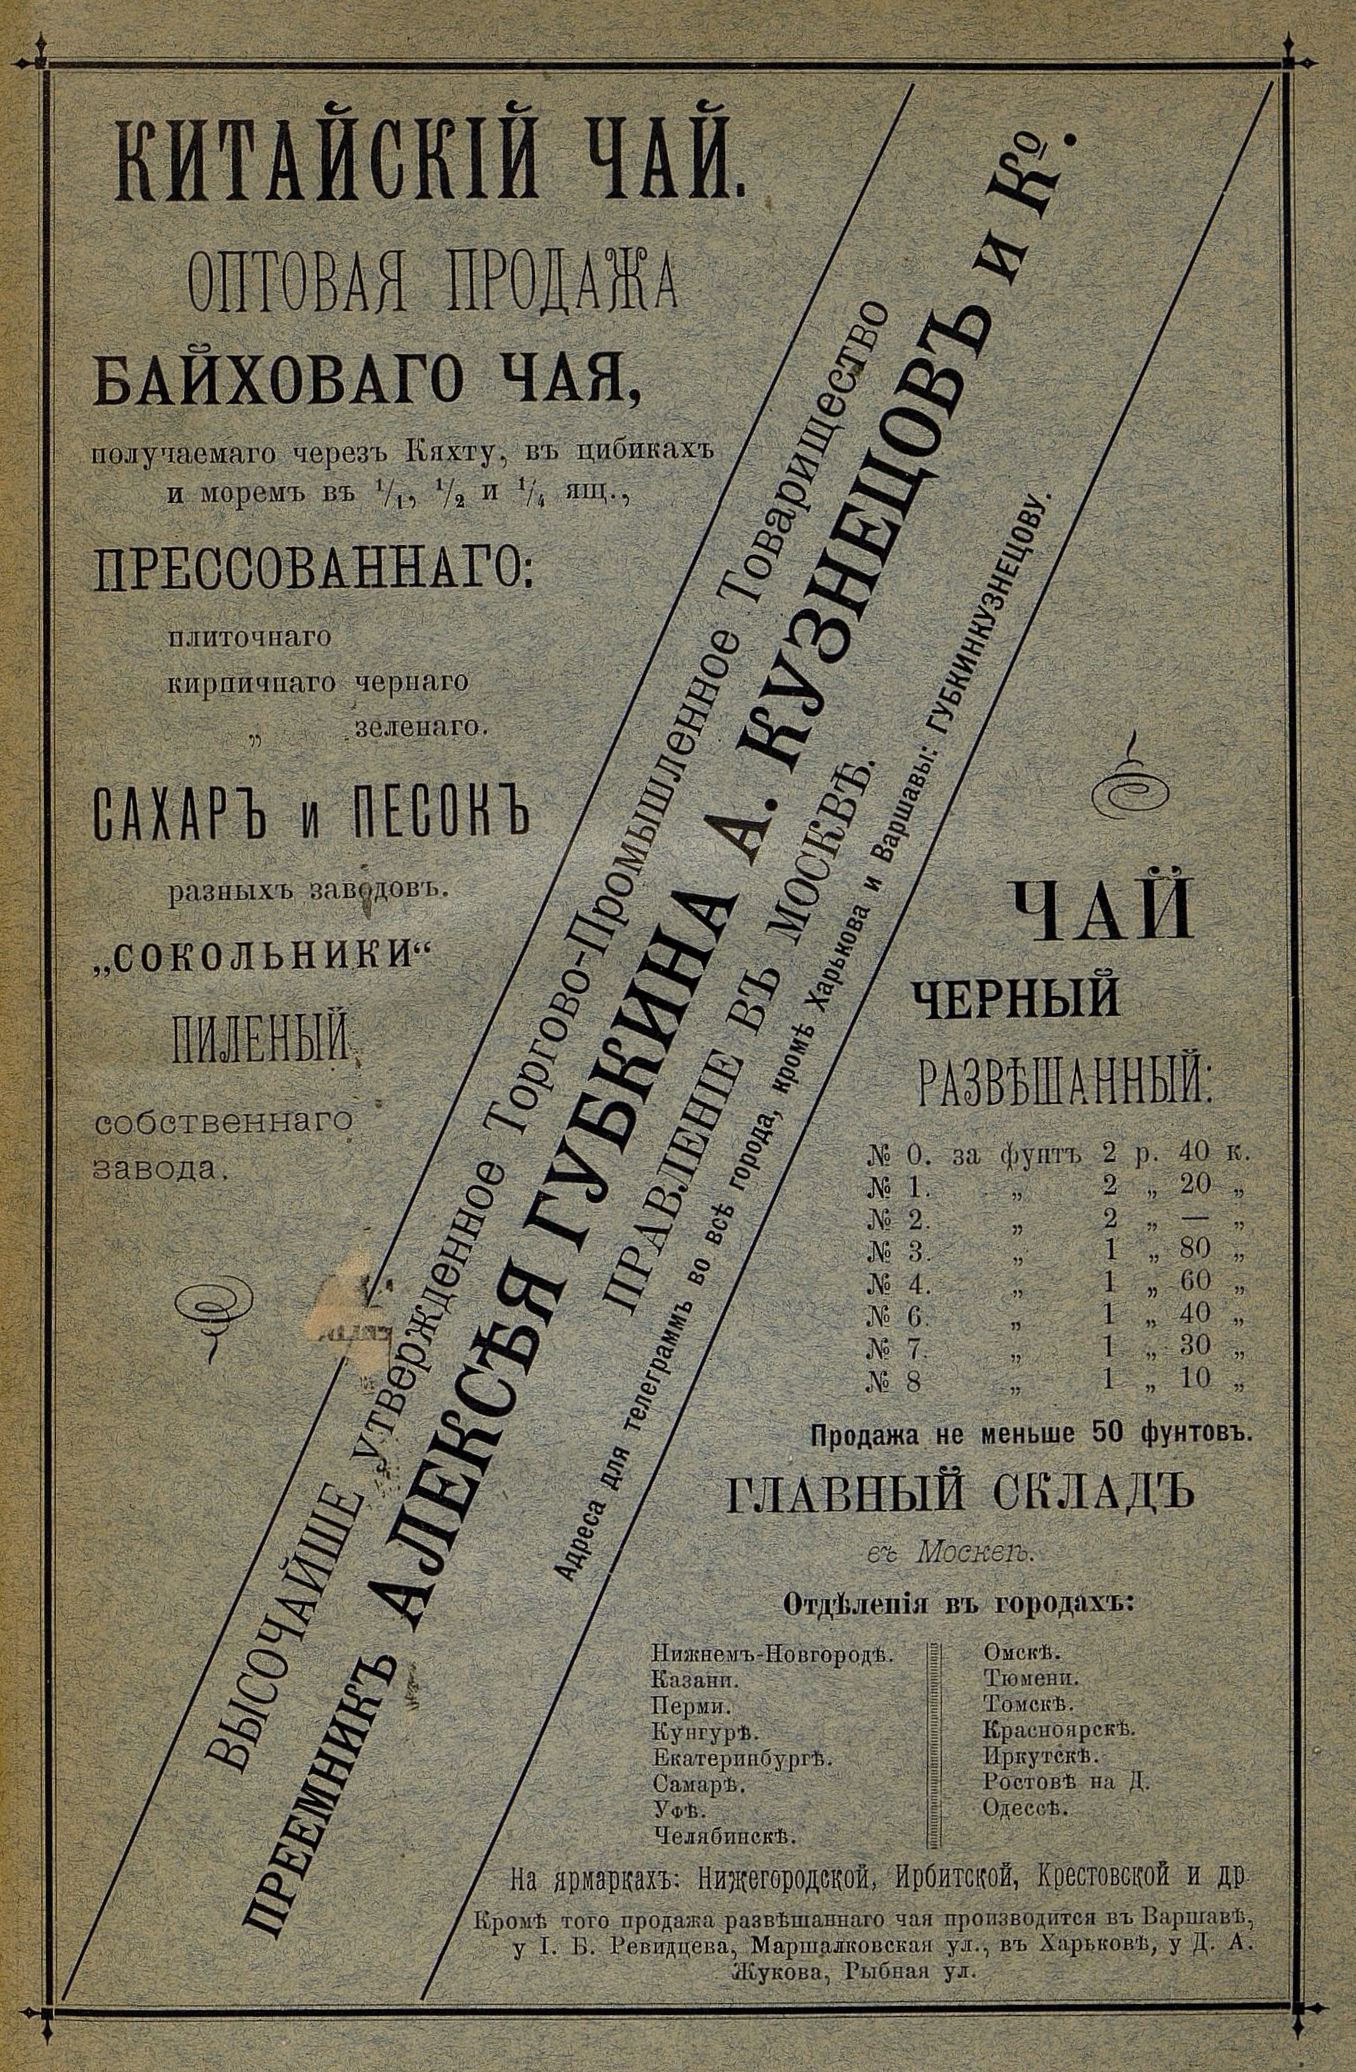 КИТАЙСКІЙ ЧАЙ.
ОПТОВАЯ ПРОДАЖА
БАЙХОВАГО ЧАЯ,
получаемаго черезъ Кяхту, въ цибикахъ
и моремъ въ 1/1, 1/2 и 1/4 ящ.,
ПРЕССОВАННАГО:
плиточнаго
кирпичнаго чернаго
„ зеленаго.
САХАРЪ и ПЕСОКЪ
разныхъ заводовъ.
„СОКОЛЬНИКИ“
ПИЛЕНЫЙ
собственнаго
завода.
ВЫСОЧАЙШЕ Утвержденное Торгово-Промышленное Товарищество
ПРЕЕМНИКЪ АЛЕКСѢЯ ГУБКИНА А. КУЗНЕЦОВЪ и Кº.
ПРАВЛЕНІЕ ВЪ МОСКВѢ.
Адреса для телеграммъ во всѣ города, кромѣ Харькова и Варшавы: ГУБКИНКУЗНЕЦОВУ.
ЧАЙ
ЧЕРНЫЙ
РАЗВѢШАННЫЙ:
№ 0. за фунтъ 2 р. 40 к.
№ 1. „ 2 „ 20 „
№ 2. „ 2 „ — „
№ 3. „ 1 „ 80 „
№ 4. „ 1 „ 60 „
№ 6. „ 1 „ 40 „
№ 7. „ 1 „ 30 „
№ 8 „ 1 „ 10 „
Продажа не меньше 50 фунтовъ.
ГЛАВНЫЙ СКЛАДЪ
въ Москвѣ.
Отдѣленія въ городахъ:
Нижнемъ-Новгородѣ.
Казани.
Перми.
Кунгурѣ.
Екатеринбургѣ.
Самарѣ.
Уфѣ.
Челябинскѣ.
Омскѣ.
Тюмени.
Томскѣ.
Красноярскѣ.
Иркутскѣ.
Ростовѣ на Д.
Одессѣ.
На ярмаркахъ: Нижегородской, Ирбитской, Крестовской и др.
Кромѣ того продажа развѣшаннаго чая производится въ Варшавѣ,
у І. Б. Ревидцева, Маршалковская ул., въ Харьковѣ, у Д. А.
Жукова, Рыбная ул.